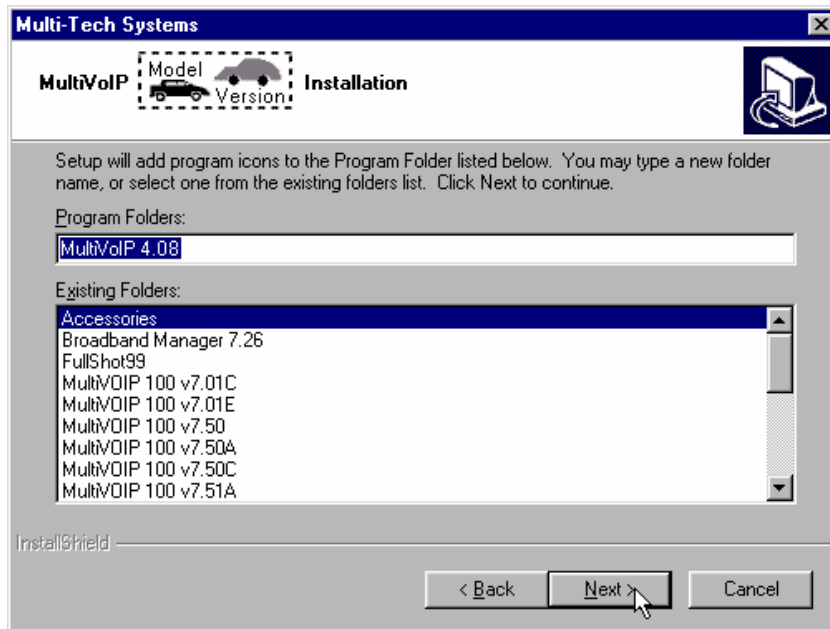 Multi-Tech Systems
MultiVoIP Model Version Installation
Setup will add program icons to the Program Folder listed below. You may type a new folder
name, or select one from the existing folders list. Click Next to continue.
Program Folders:
MultiVoIP 4.08
Existing Folders:
Accessories
Broadband Manager 7.26
FullShot99
MultiVOIP 100 v7.01C
MultiVOIP 100 v7.01E
MultiVOIP 100 v7.50
MultiVOIP 100 v7.50A
MultiVOIP 100 v7.50C
MultiVOIP 100 v7.51A
InstallShield
< Back Next > Cancel